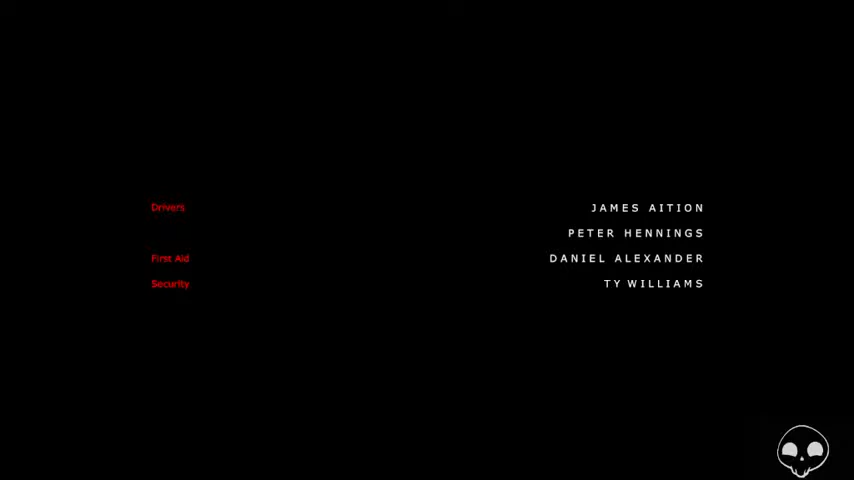 Drivers JAMES AITION
PETER HENNINGS
First Aid DANIEL ALEXANDER
Security TY WILLIAMS